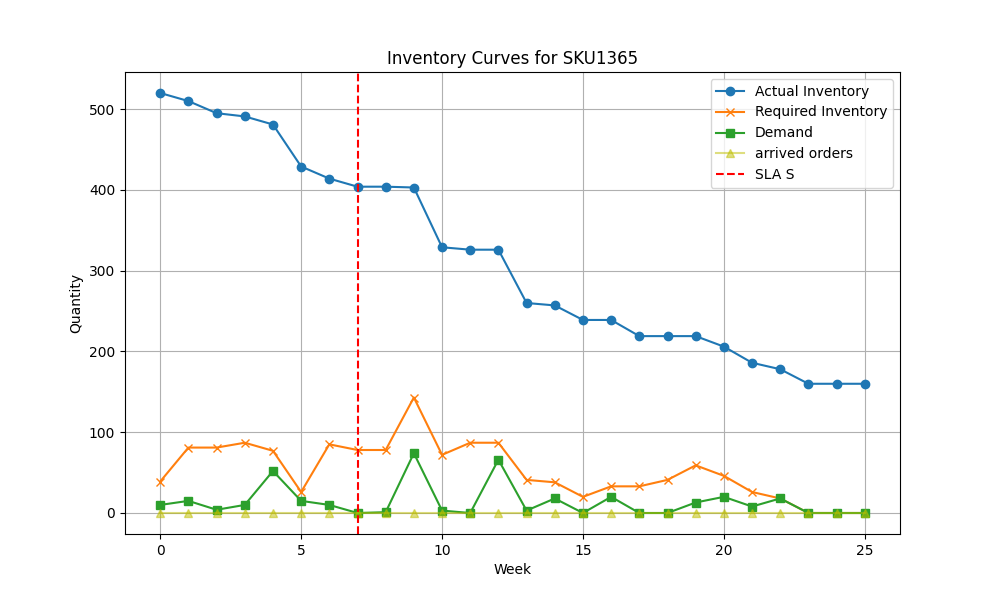 Inventory Curves for SKU1365
Actual Inventory
Required Inventory
Demand
arrived orders
SLA S
Quantity
500
400
300
200
100
0
0 5 10 15 20 25
Week